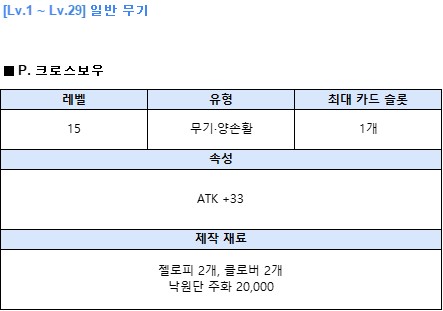 [Lv.1 ~ Lv.29] 일반 무기
■ P. 크로스보우
레벨 유형 최대 카드 슬롯
15 무기·양손활 1개
속성
ATK +33
제작 재료
젤로피 2개, 클로버 2개
낙원단 주화 20,000